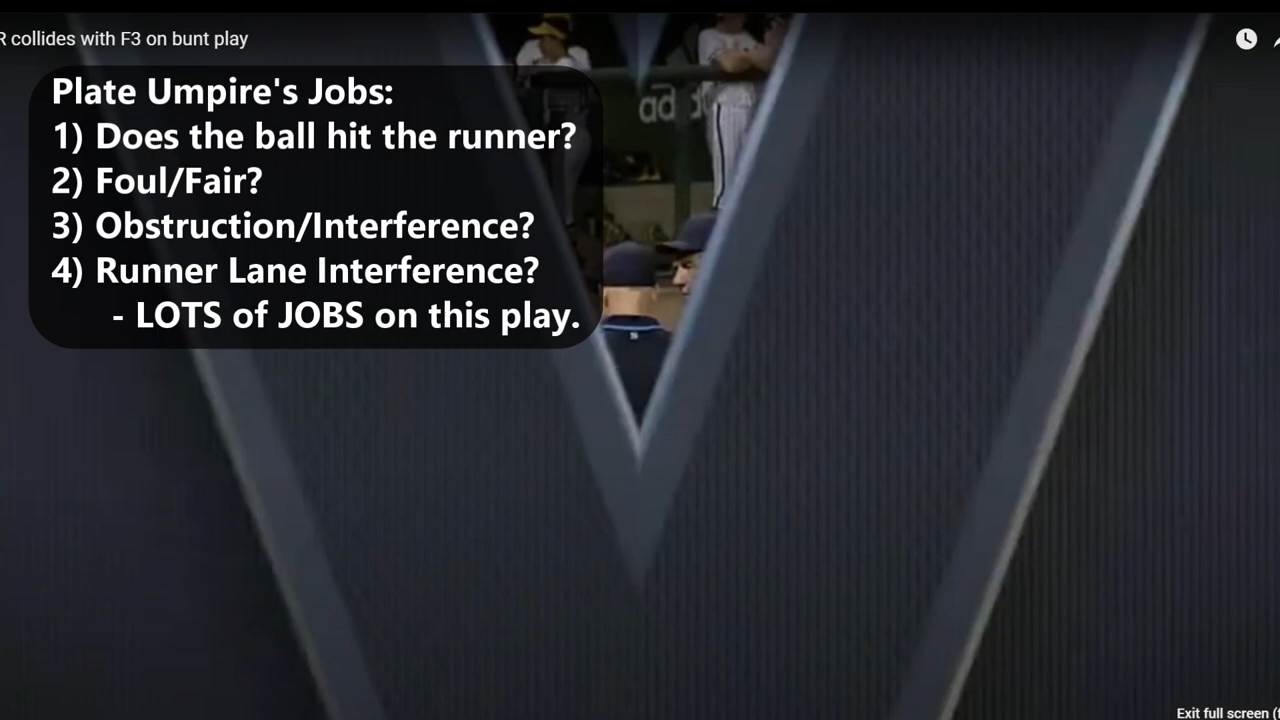 R collides with F3 on bunt play
Plate Umpire's Jobs:
1) Does the ball hit the runner?
2) Foul/Fair?
3) Obstruction/Interference?
4) Runner Lane Interference?
- LOTS of JOBS on this play.
Exit full screen (f